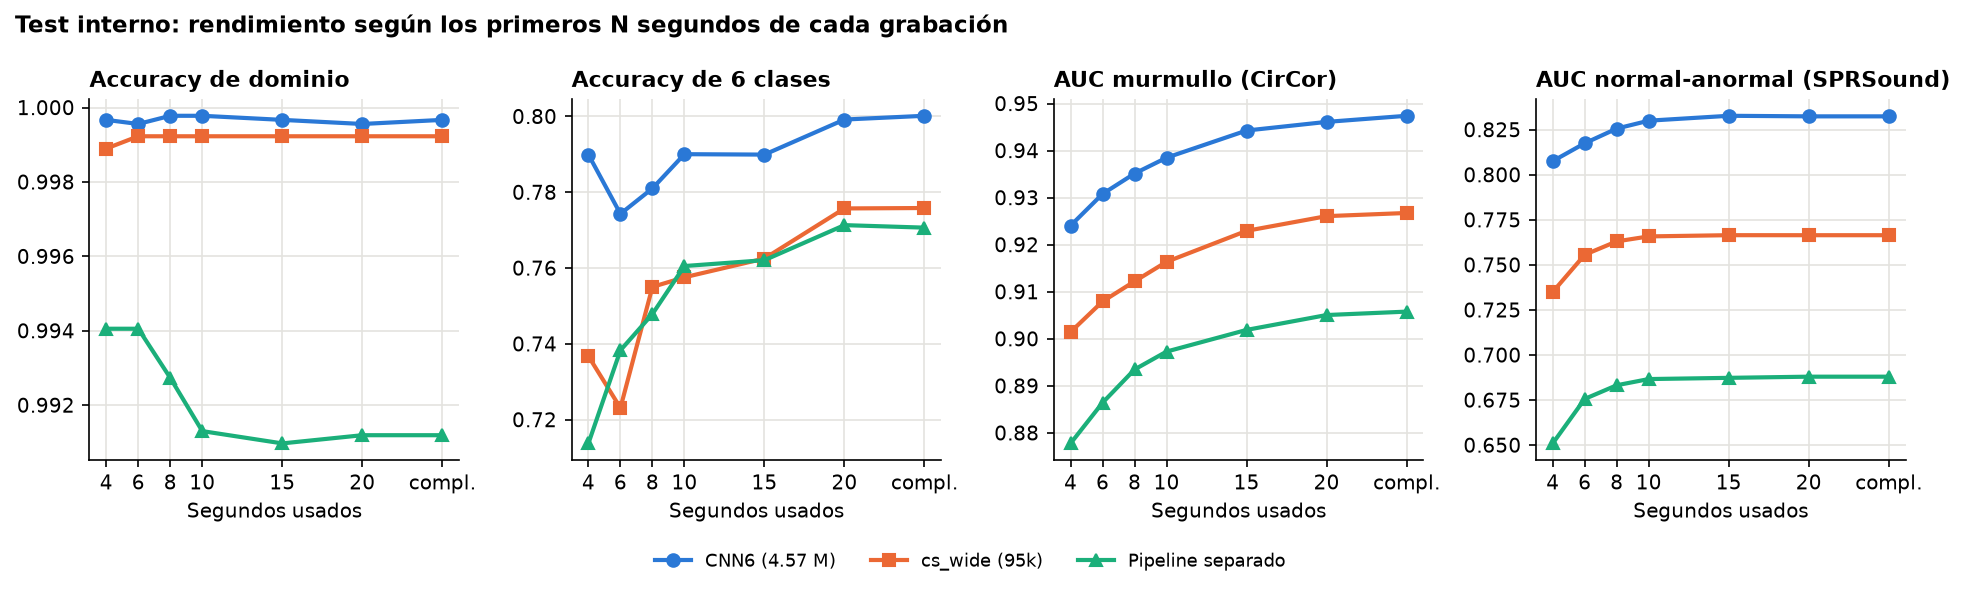 Test interno: rendimiento según los primeros N segundos de cada grabación
Accuracy de dominio
1.000
0.998
0.996
0.994
0.992
4 6 8 10 15 20 compl.
Segundos usados
Accuracy de 6 clases
0.80
0.78
0.76
0.74
0.72
4 6 8 10 15 20 compl.
Segundos usados
AUC murmullo (CirCor)
0.95
0.94
0.93
0.92
0.91
0.90
0.89
0.88
4 6 8 10 15 20 compl.
Segundos usados
AUC normal-anormal (SPRSound)
0.825
0.800
0.775
0.750
0.725
0.700
0.675
0.650
4 6 8 10 15 20 compl.
Segundos usados
CNN6 (4.57 M) cs_wide (95k) Pipeline separado